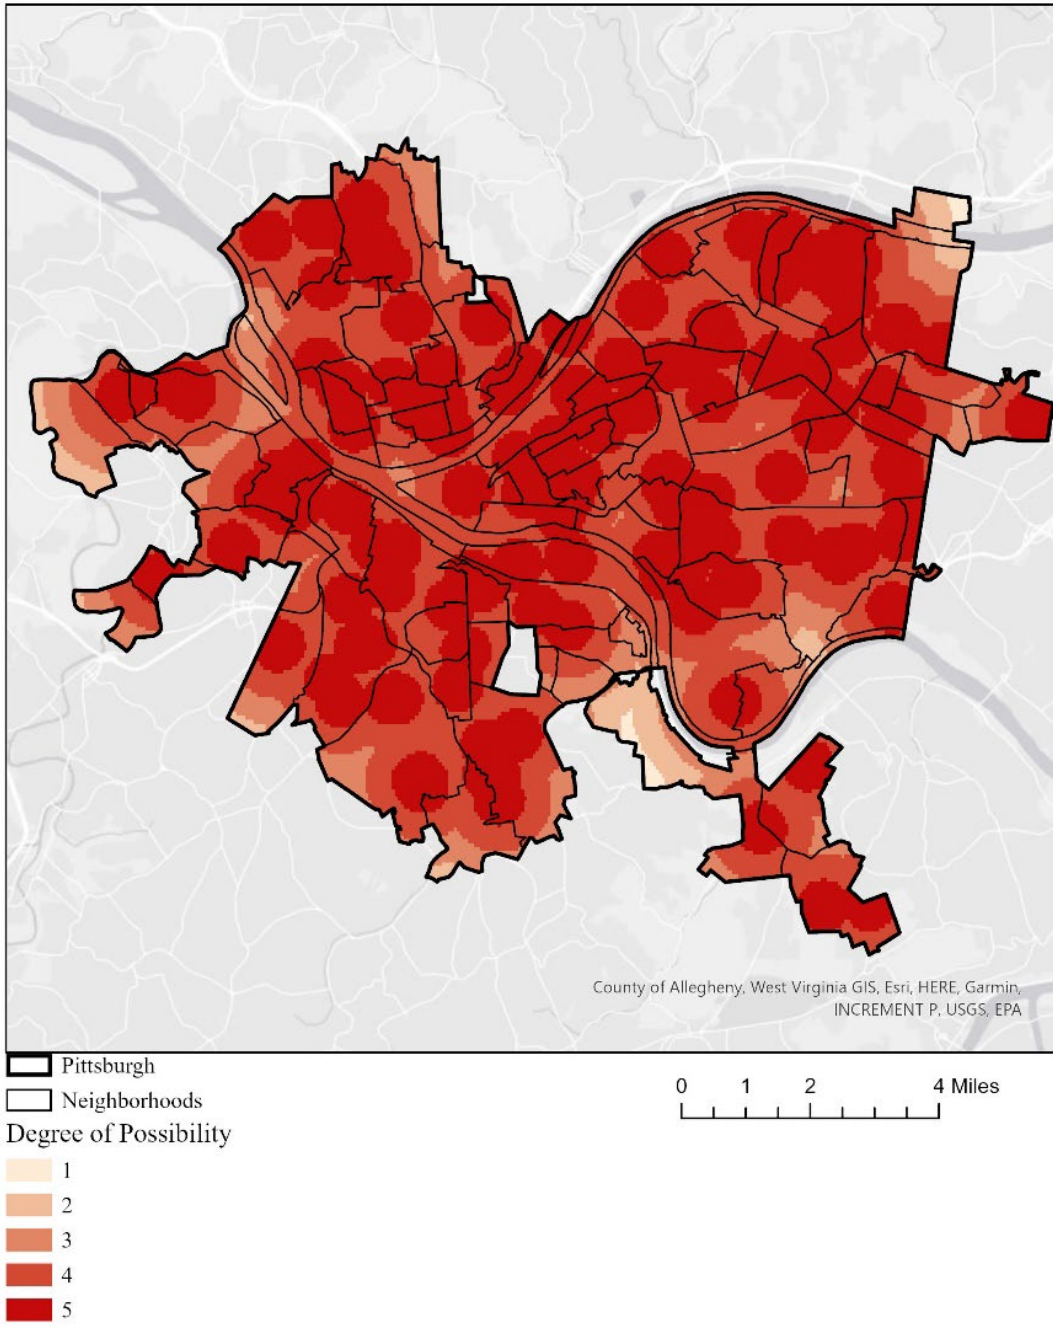 County of Allegheny, West Virginia GIS, Esri, HERE, Garmin,
INCREMENT P, USGS, EPA
Pittsburgh
Neighborhoods
0 1 2 4 Miles
Degree of Possibility
1
2
3
4
5